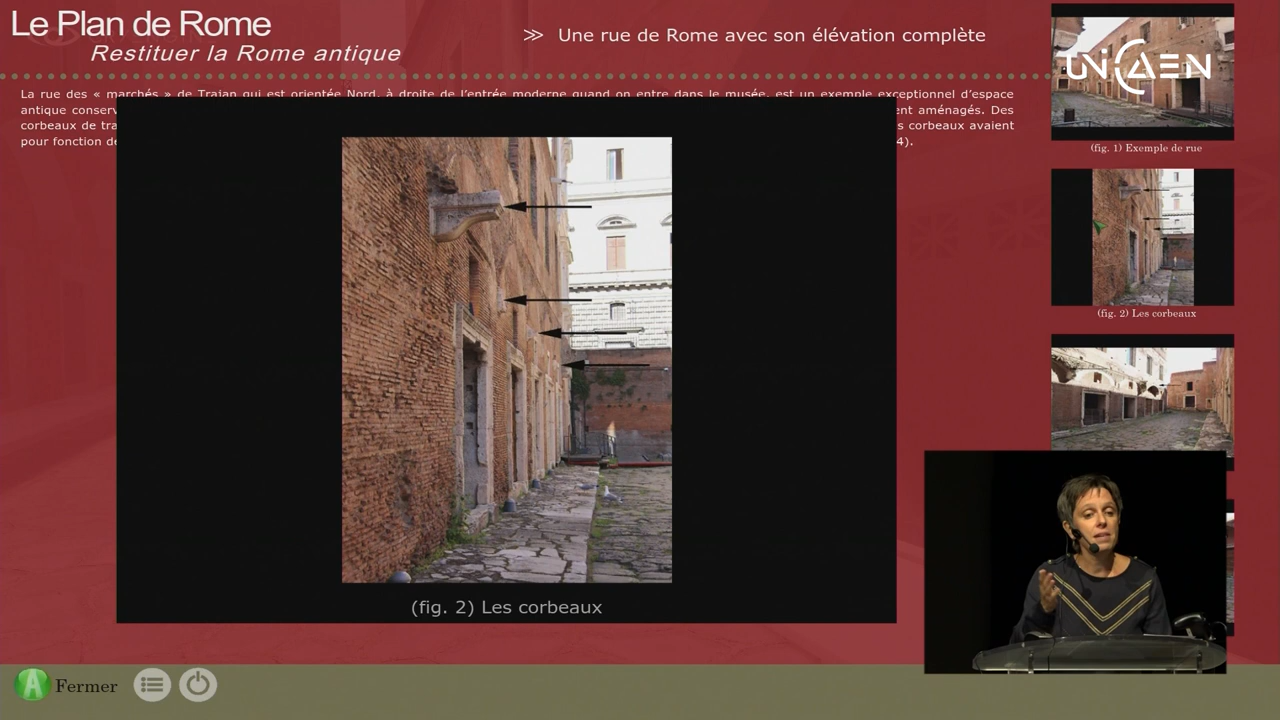 Le Plan de Rome
Restituer la Rome antique
≫ Une rue de Rome avec son élévation complète
UNICAEN
La rue des « marchés » de Trajan qui est orientée Nord, à droite de l'entrée moderne quand on entre dans le musée, est un exemple exceptionnel d'espace
antique conserv ent aménagés. Des
corbeaux de tra s corbeaux avaient
pour fonction de 4).
(fig. 1) Exemple de rue
(fig. 2) Les corbeaux
(fig. 2) Les corbeaux
A Fermer